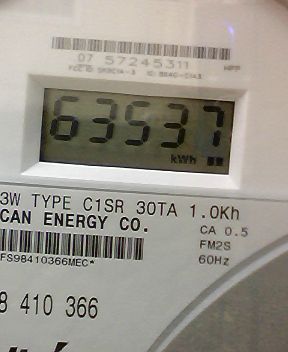 07 57245311
63537
kWh
3W TYPE C1SR 30TA 1.0Kh
CAN ENERGY CO.
CA 0.5
FM2S
60Hz
FS98410366MEC*
8 410 366